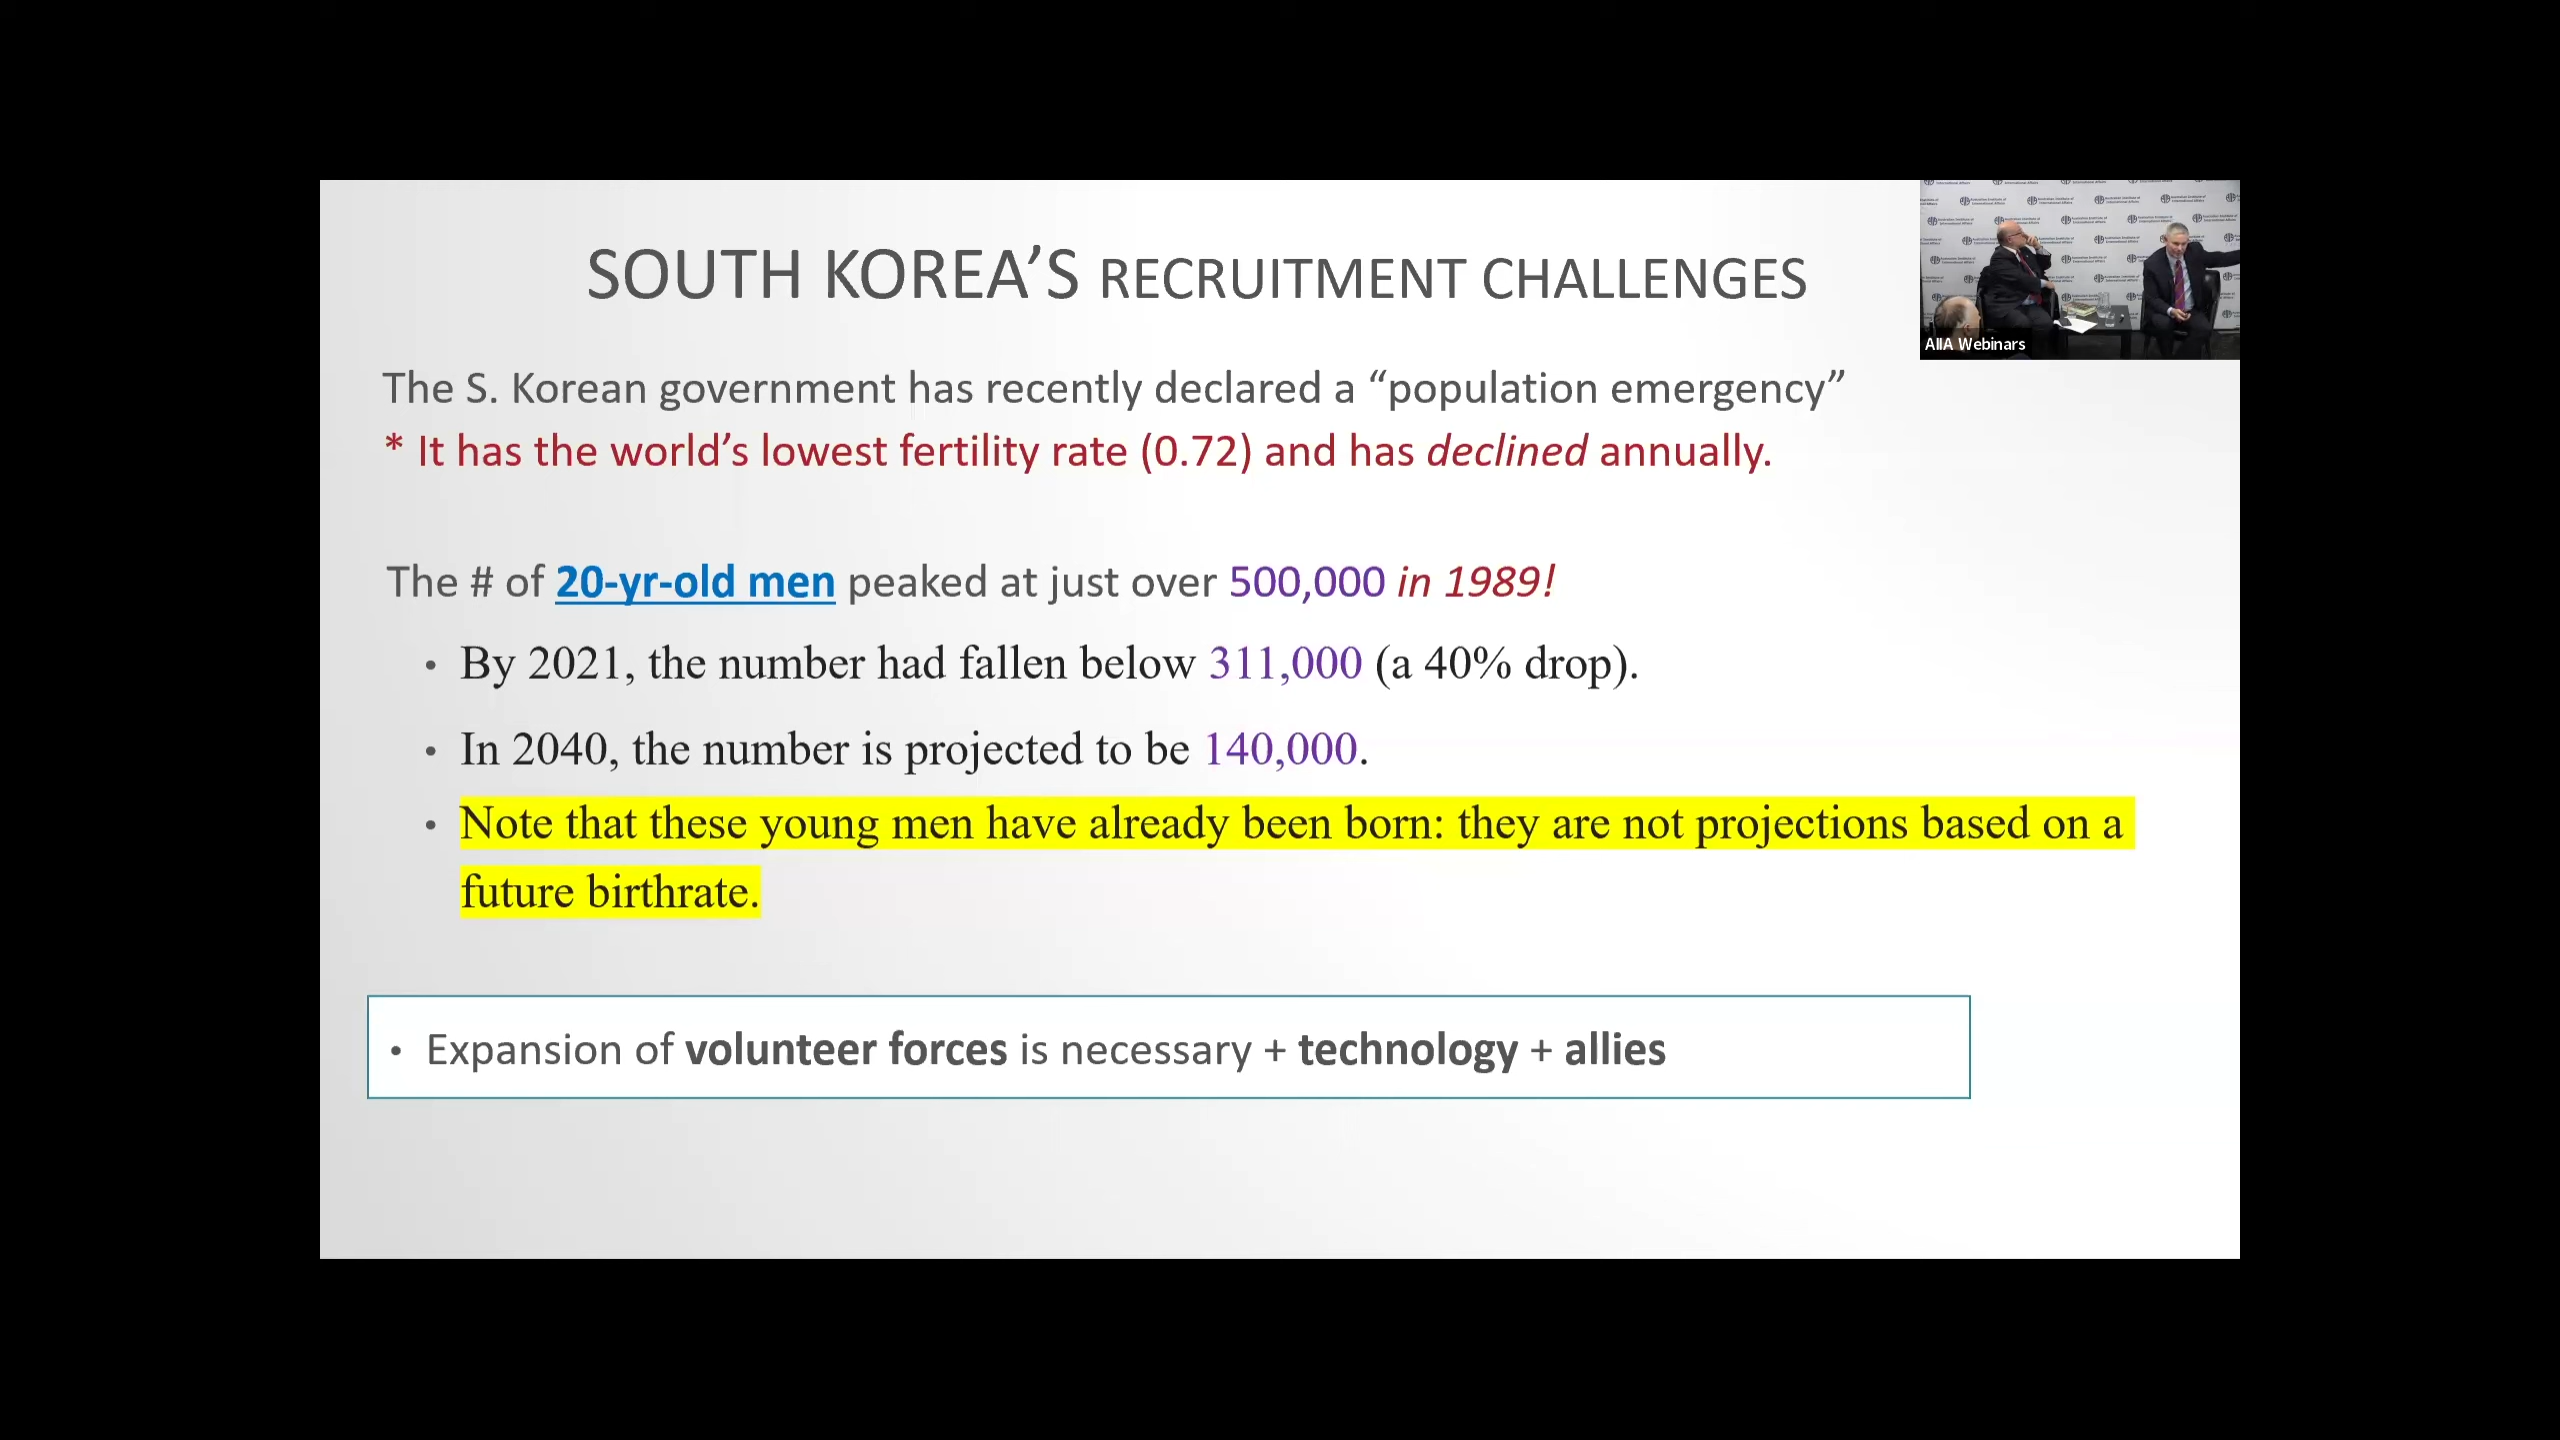 SOUTH KOREA’S RECRUITMENT CHALLENGES
AIIA Webinars
The S. Korean government has recently declared a “population emergency”
* It has the world’s lowest fertility rate (0.72) and has declined annually.
The # of 20-yr-old men peaked at just over 500,000 in 1989!
• By 2021, the number had fallen below 311,000 (a 40% drop).
• In 2040, the number is projected to be 140,000.
• Note that these young men have already been born: they are not projections based on a
future birthrate.
• Expansion of volunteer forces is necessary + technology + allies